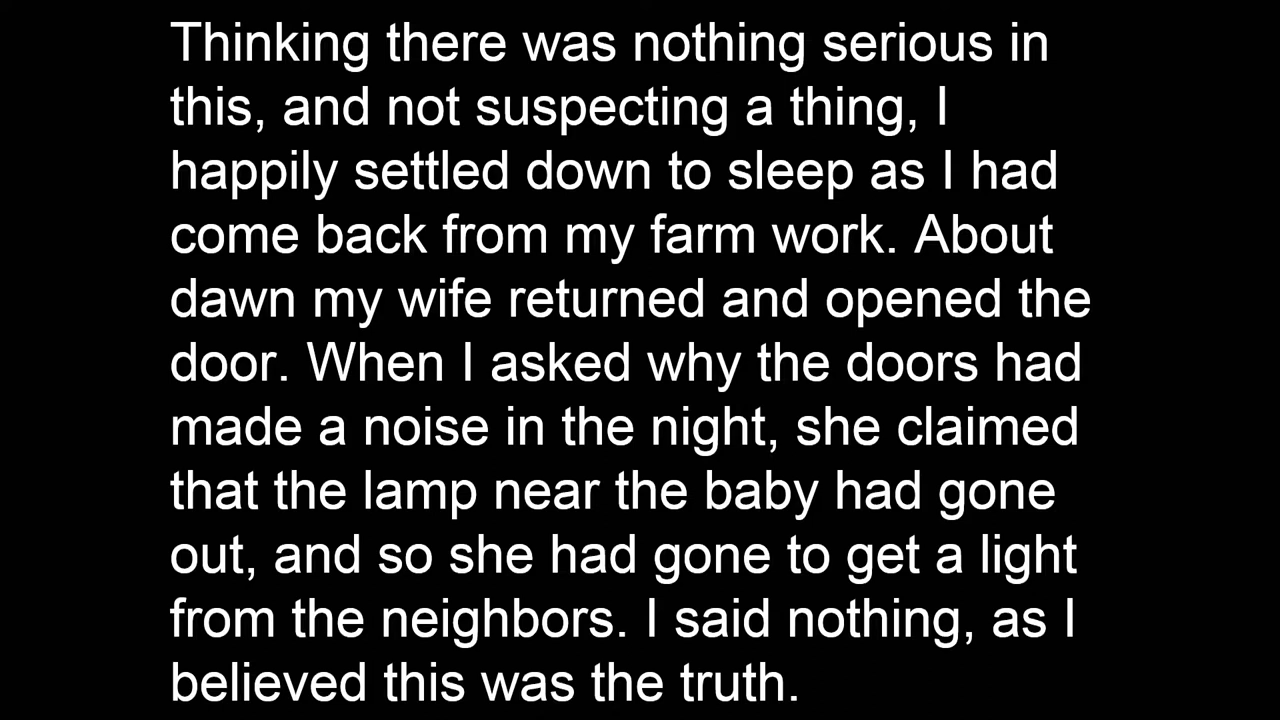 Thinking there was nothing serious in
this, and not suspecting a thing, I
happily settled down to sleep as I had
come back from my farm work. About
dawn my wife returned and opened the
door. When I asked why the doors had
made a noise in the night, she claimed
that the lamp near the baby had gone
out, and so she had gone to get a light
from the neighbors. I said nothing, as I
believed this was the truth.